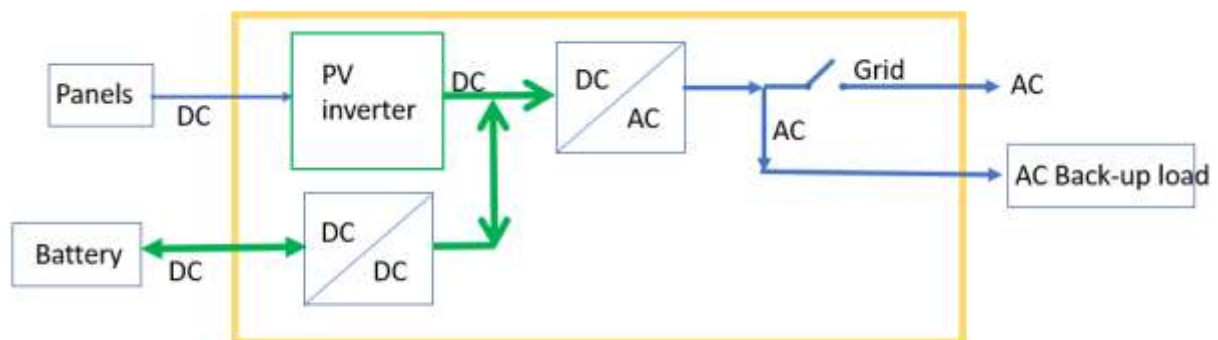 Panels
DC
PV
inverter
DC
DC
AC
Grid
AC
AC
AC Back-up load
Battery
DC
DC
DC